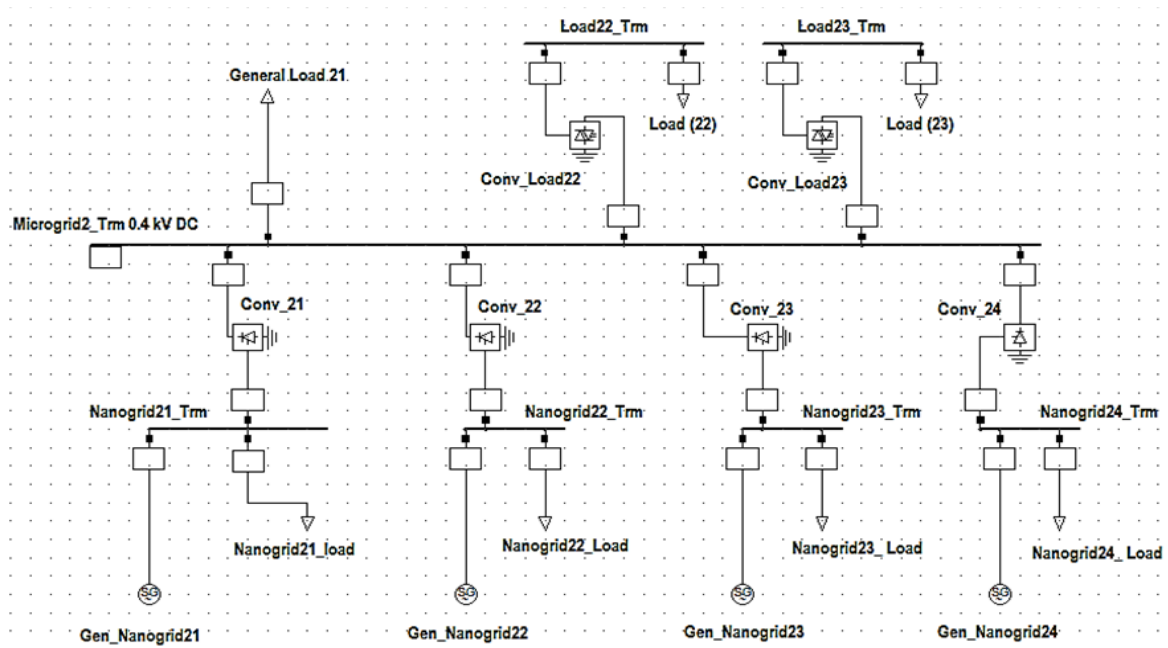 Load22_Trm
Load23_Trm
General Load 21
Load (22)
Load (23)
Conv_Load22
Conv_Load23
Microgrid2_Trm 0.4 kV DC
Conv_21
Conv_22
Conv_23
Conv_24
Nanogrid21_Trm
Nanogrid22_Trm
Nanogrid23_Trm
Nanogrid24_Trm
Nanogrid21_load
Nanogrid22_Load
Nanogrid23_ Load
Nanogrid24_ Load
SG
SG
SG
SG
Gen_Nanogrid21
Gen_Nanogrid22
Gen_Nanogrid23
Gen_Nanogrid24